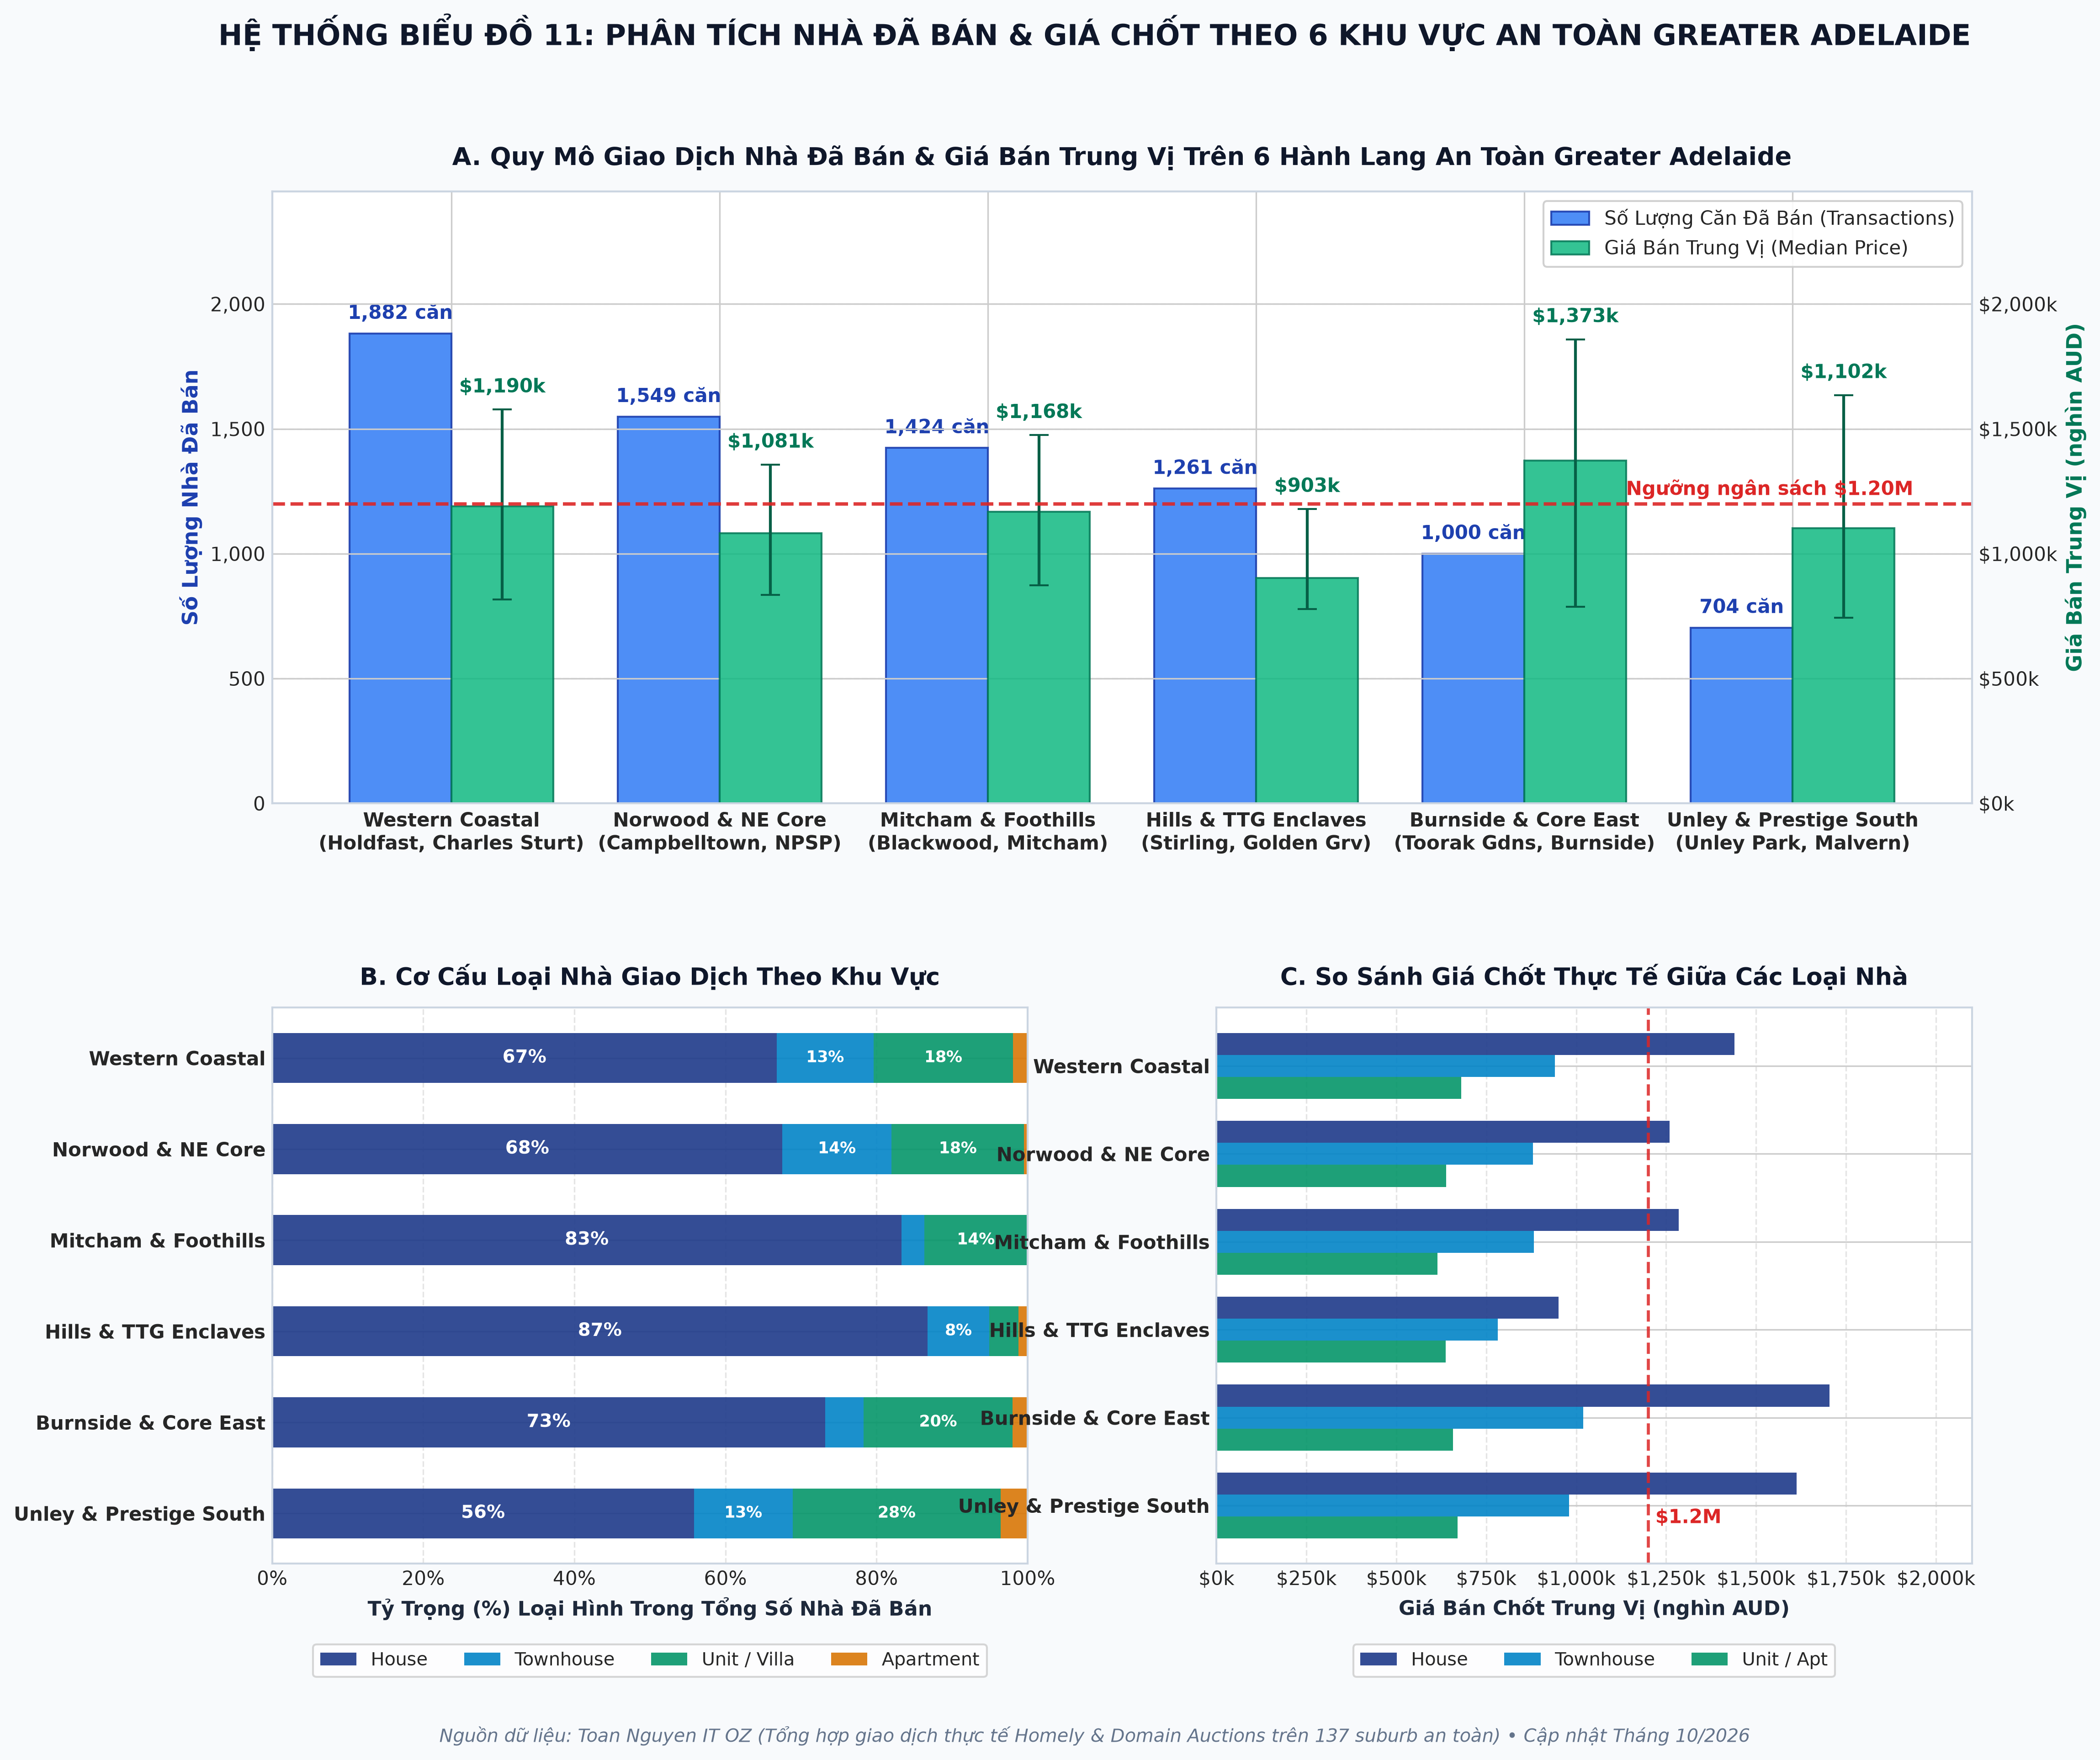 HỆ THỐNG BIỂU ĐỒ 11: PHÂN TÍCH NHÀ ĐÃ BÁN & GIÁ CHỐT THEO 6 KHU VỰC AN TOÀN GREATER ADELAIDE
A. Quy Mô Giao Dịch Nhà Đã Bán & Giá Bán Trung Vị Trên 6 Hành Lang An Toàn Greater Adelaide
Số Lượng Căn Đã Bán (Transactions)
Giá Bán Trung Vị (Median Price)
Số Lượng Nhà Đã Bán
2,000
1,500
1,000
500
0
1,882 căn
$1,190k
1,549 căn
$1,081k
1,424 căn
$1,168k
1,261 căn
$903k
1,000 căn
$1,373k
704 căn
$1,102k
Ngưỡng ngân sách $1.20M
$2,000k
$1,500k
$1,000k
$500k
$0k
Giá Bán Trung Vị (nghìn AUD)
Western Coastal
(Holdfast, Charles Sturt)
Norwood & NE Core
(Campbelltown, NPSP)
Mitcham & Foothills
(Blackwood, Mitcham)
Hills & TTG Enclaves
(Stirling, Golden Grv)
Burnside & Core East
(Toorak Gdns, Burnside)
Unley & Prestige South
(Unley Park, Malvern)
B. Cơ Cấu Loại Nhà Giao Dịch Theo Khu Vực
Western Coastal
67%
13%
18%
Norwood & NE Core
68%
14%
18%
Mitcham & Foothills
83%
14%
Hills & TTG Enclaves
87%
8%
Burnside & Core East
73%
20%
Unley & Prestige South
56%
13%
28%
0%
20%
40%
60%
80%
100%
Tỷ Trọng (%) Loại Hình Trong Tổng Số Nhà Đã Bán
House
Townhouse
Unit / Villa
Apartment
C. So Sánh Giá Chốt Thực Tế Giữa Các Loại Nhà
Western Coastal
Norwood & NE Core
Mitcham & Foothills
Hills & TTG Enclaves
Burnside & Core East
Unley & Prestige South
$1.2M
$0k
$250k
$500k
$750k
$1,000k
$1,250k
$1,500k
$1,750k
$2,000k
Giá Bán Chốt Trung Vị (nghìn AUD)
House
Townhouse
Unit / Apt
Nguồn dữ liệu: Toan Nguyen IT OZ (Tổng hợp giao dịch thực tế Homely & Domain Auctions trên 137 suburb an toàn) • Cập nhật Tháng 10/2026